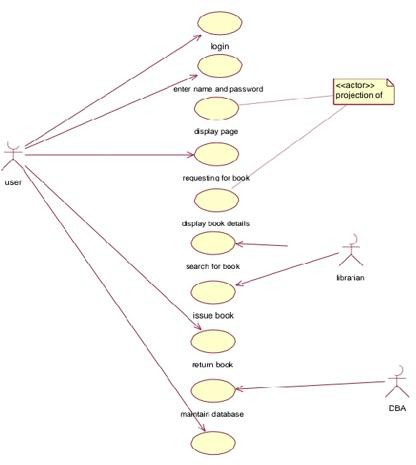 login
enter name and password
<<actor>>
projection of
display page
user
requesting for book
display book details
search for book
librarian
issue book
return book
DBA
maintain database